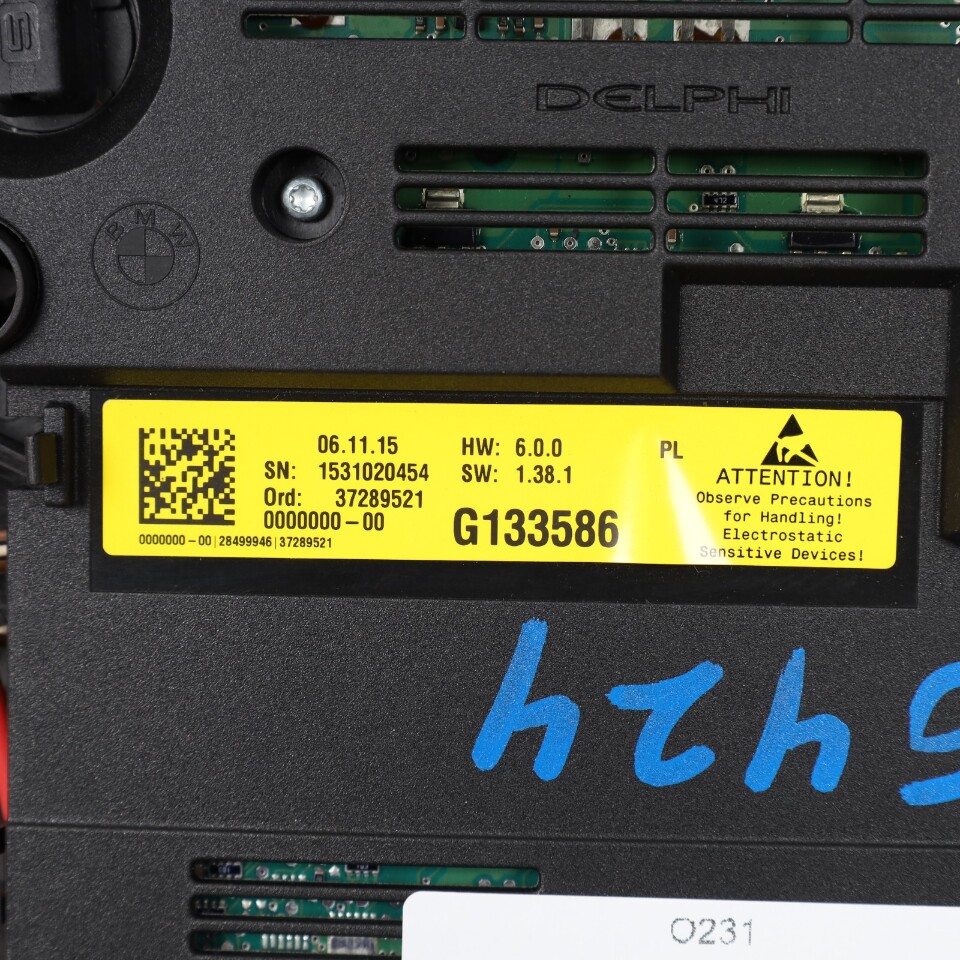 DELPHI
BMW
06.11.15
SN: 1531020454
Ord: 37289521
0000000-00
0000000-00|28499946|37289521
HW: 6.0.0
SW: 1.38.1
G133586
PL
ATTENTION!
Observe Precautions
for Handling!
Electrostatic
Sensitive Devices!
O231